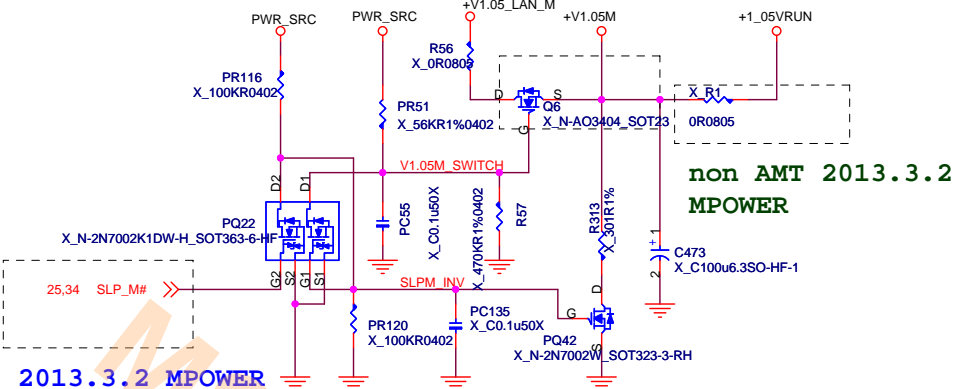 +V1.05_LAN_M
PWR_SRC
PWR_SRC
+V1.05M
+1_05VRUN
R56
X_0R0805
PR116
X_100KR0402
PR51
X_56KR1%0402
D
S
Q6
G
X_N-AO3404_SOT23
X_R1
0R0805
V1.05M_SWITCH
non AMT 2013.3.2
MPOWER
D2
D1
PQ22
X_N-2N7002K1DW-H_SOT363-6-HF
PC55
X_C0.1u50X
X_470KR1%0402
R57
R313
X_301R1%
1
+
C473
X_C100u6.3SO-HF-1
2
G2
S2
G1
S1
SLPM_INV
25,34
SLP_M#
PR120
X_100KR0402
PC135
X_C0.1u50X
D
G
S
PQ42
X_N-2N7002W_SOT323-3-RH
2013.3.2 MPOWER